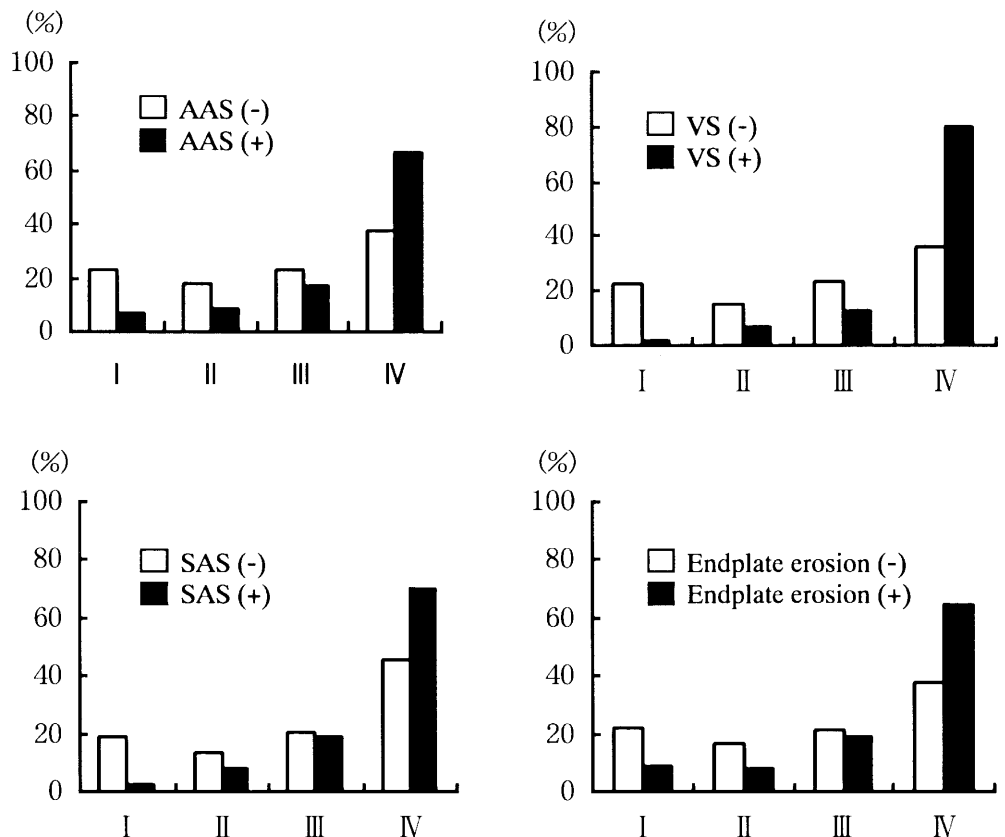 (%)
100
80
60
40
20
0
AAS (-)
AAS (+)
I II III IV
(%)
100
80
60
40
20
0
VS (-)
VS (+)
I II III IV
(%)
100
80
60
40
20
0
SAS (-)
SAS (+)
I II III IV
(%)
100
80
60
40
20
0
Endplate erosion (-)
Endplate erosion (+)
I II III IV